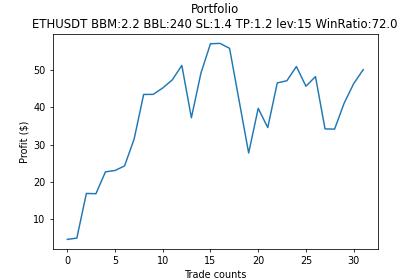 Portfolio
ETHUSDT BBM:2.2 BBL:240 SL:1.4 TP:1.2 lev:15 WinRatio:72.0
Profit ($)
50
40
30
20
10
0 5 10 15 20 25 30
Trade counts